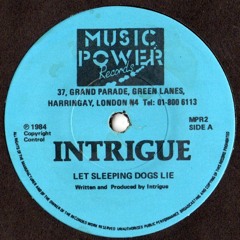 MUSIC
POWER
Records
37, GRAND PARADE, GREEN LANES,
HARRINGAY, LONDON N4 Tel: 01-800 6113
℗ 1984
Copyright
Control
MPR2
SIDE A
INTRIGUE
LET SLEEPING DOGS LIE
Written and Produced by Intrigue